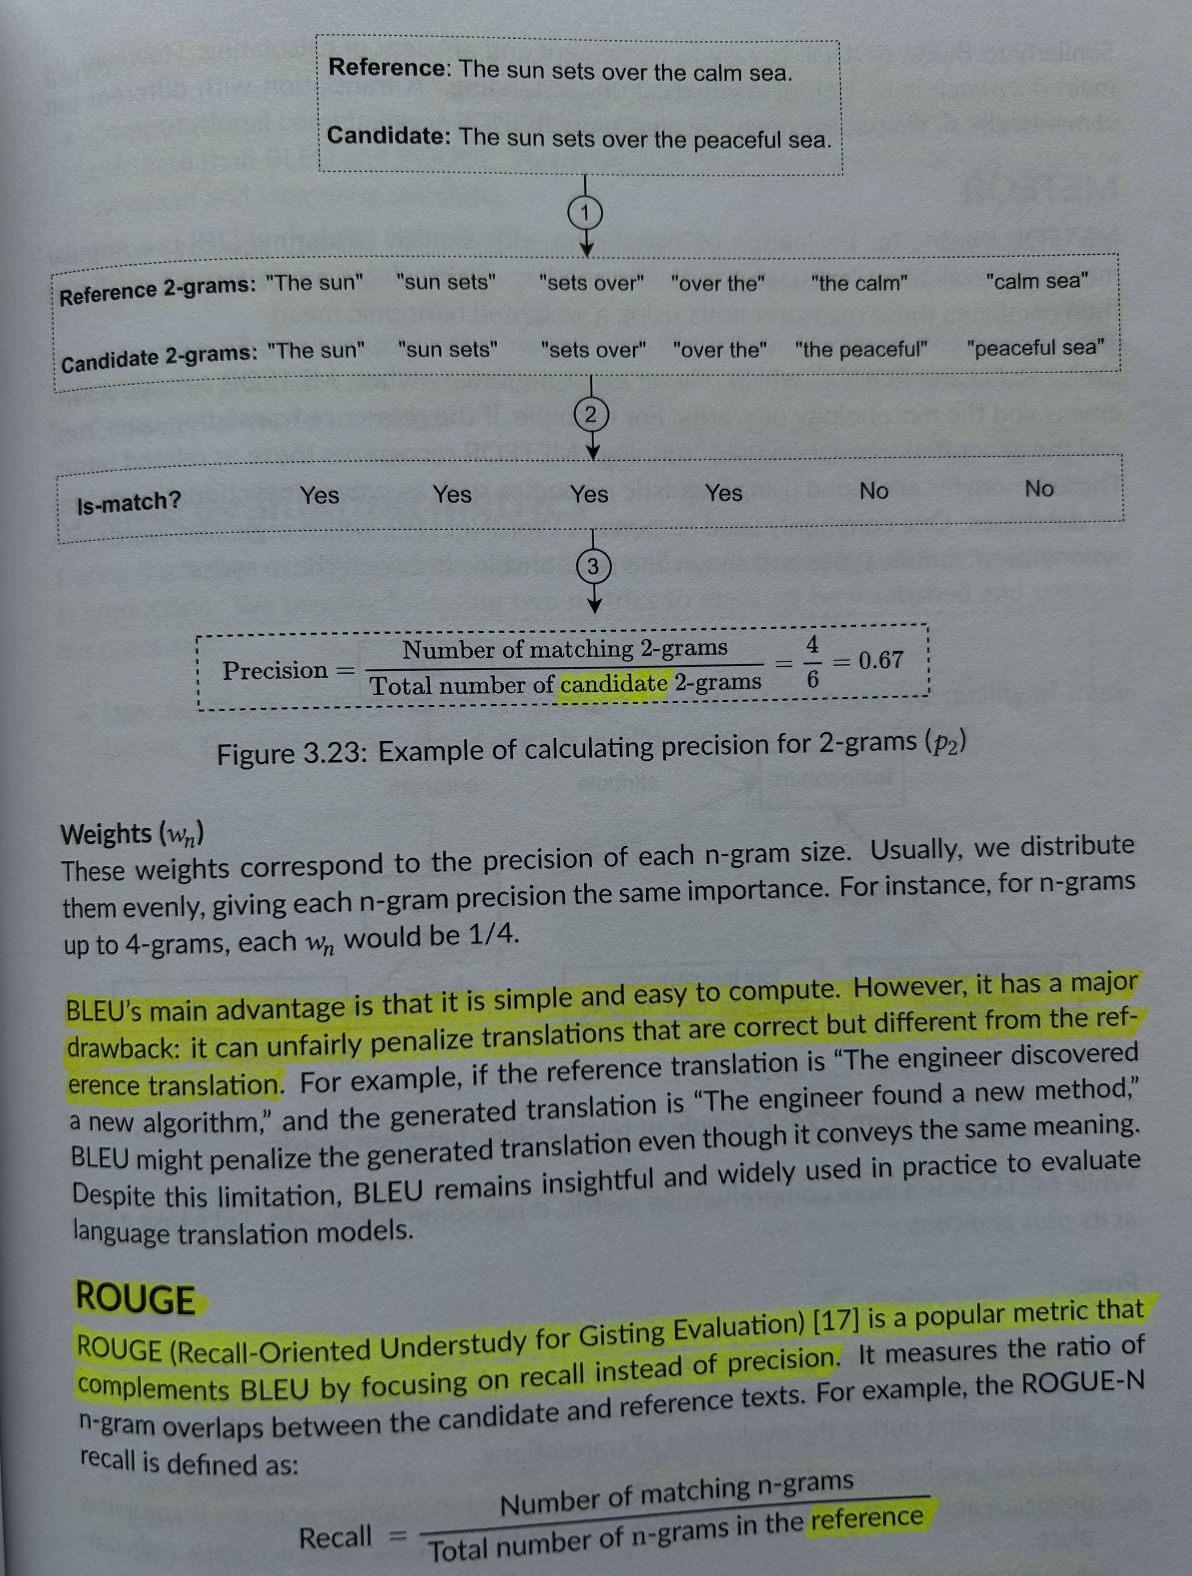 Reference: The sun sets over the calm sea.
Candidate: The sun sets over the peaceful sea.
1
Reference 2-grams: "The sun" "sun sets" "sets over" "over the" "the calm" "calm sea"
Candidate 2-grams: "The sun" "sun sets" "sets over" "over the" "the peaceful" "peaceful sea"
2
Is-match? Yes Yes Yes Yes No No
3
Precision = Number of matching 2-grams / Total number of candidate 2-grams = 4/6 = 0.67
Figure 3.23: Example of calculating precision for 2-grams (p₂)
Weights (wₙ)
These weights correspond to the precision of each n-gram size. Usually, we distribute
them evenly, giving each n-gram precision the same importance. For instance, for n-grams
up to 4-grams, each wₙ would be 1/4.
BLEU's main advantage is that it is simple and easy to compute. However, it has a major
drawback: it can unfairly penalize translations that are correct but different from the ref-
erence translation. For example, if the reference translation is “The engineer discovered
a new algorithm,” and the generated translation is “The engineer found a new method,”
BLEU might penalize the generated translation even though it conveys the same meaning.
Despite this limitation, BLEU remains insightful and widely used in practice to evaluate
language translation models.
ROUGE
ROUGE (Recall-Oriented Understudy for Gisting Evaluation) [17] is a popular metric that
complements BLEU by focusing on recall instead of precision. It measures the ratio of
n-gram overlaps between the candidate and reference texts. For example, the ROGUE-N
recall is defined as:
Recall = Number of matching n-grams / Total number of n-grams in the reference